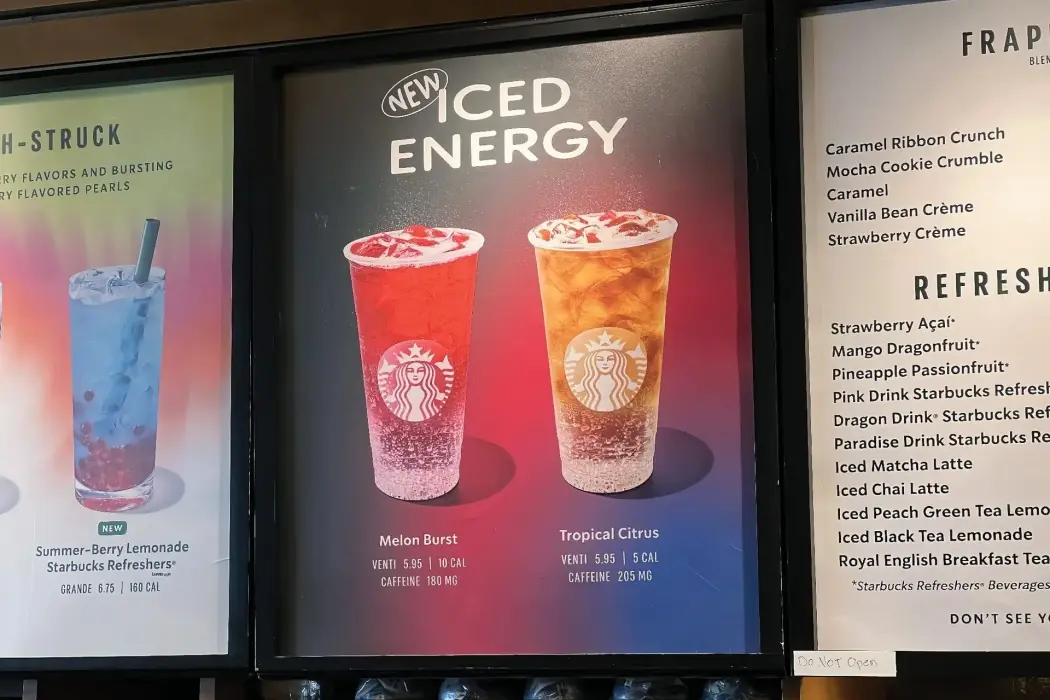 H-STRUCK
RY FLAVORS AND BURSTING
RY FLAVORED PEARLS
NEW
Summer-Berry Lemonade
Starbucks Refreshers®
GRANDE 6.75 | 160 CAL
NEW
ICED
ENERGY
Melon Burst
VENTI 5.95 | 10 CAL
CAFFEINE 180 MG
Tropical Citrus
VENTI 5.95 | 5 CAL
CAFFEINE 205 MG
FRAP
BLEN
Caramel Ribbon Crunch
Mocha Cookie Crumble
Caramel
Vanilla Bean Crème
Strawberry Crème
REFRESH
Strawberry Açaí*
Mango Dragonfruit*
Pineapple Passionfruit*
Pink Drink Starbucks Refresh
Dragon Drink® Starbucks Ref
Paradise Drink Starbucks Re
Iced Matcha Latte
Iced Chai Latte
Iced Peach Green Tea Lemo
Iced Black Tea Lemonade
Royal English Breakfast Tea
*Starbucks Refreshers® Beverages
DON'T SEE YO
Do Not Open